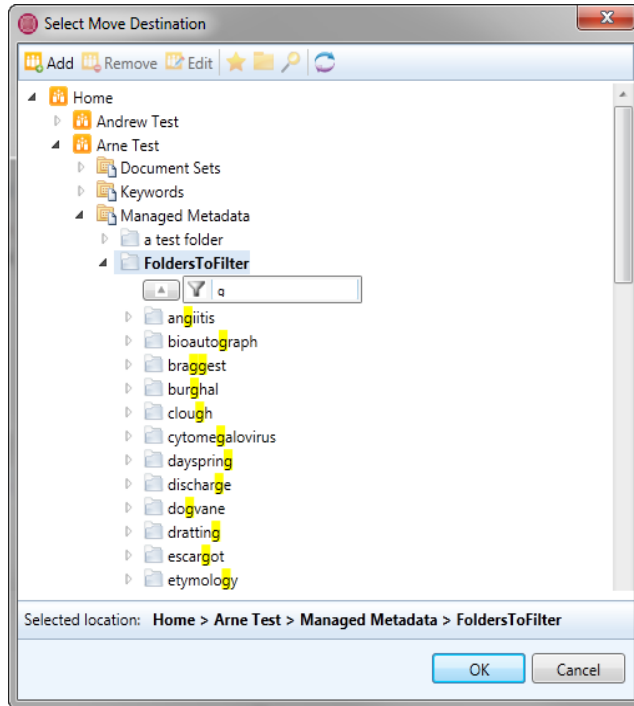 Select Move Destination
Add Remove Edit
Home
Andrew Test
Arne Test
Document Sets
Keywords
Managed Metadata
a test folder
FoldersToFilter
g
angiitis
bioautograph
braggest
burghal
clough
cytomegalovirus
dayspring
discharge
dogvane
dratting
escargot
etymology
Selected location: Home > Arne Test > Managed Metadata > FoldersToFilter
OK Cancel